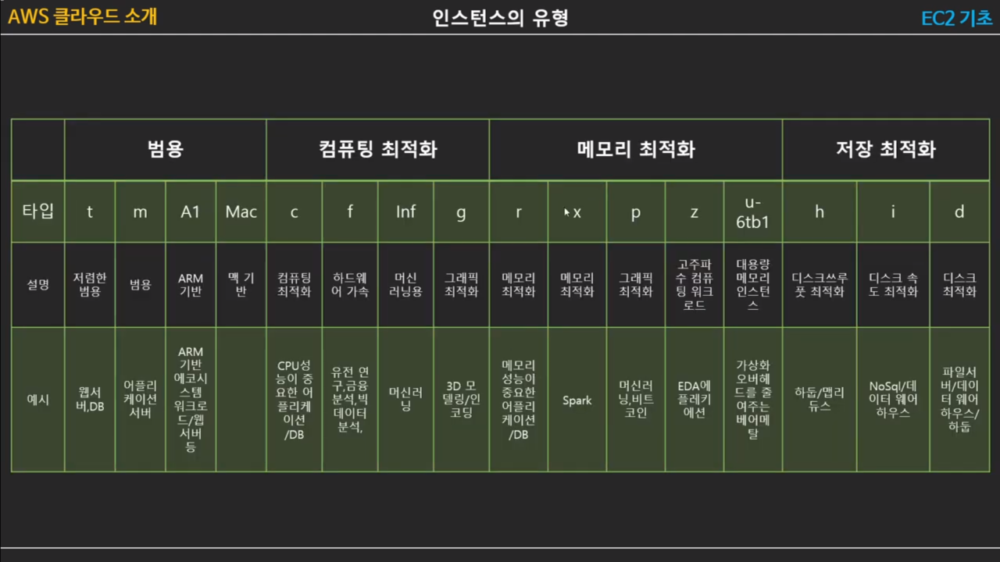 AWS 클라우드 소개
인스턴스의 유형
EC2 기초
범용
컴퓨팅 최적화
메모리 최적화
저장 최적화
타입
t
m
A1
Mac
c
f
Inf
g
r
x
p
z
u-
6tb1
h
i
d
설명
저렴한
범용
범용
ARM
기반
맥 기
반
컴퓨팅
최적화
하드웨
어 가속
머신
러닝용
그래픽
최적화
메모리
최적화
메모리
최적화
그래픽
최적화
고주파
수 컴퓨
팅 워크
로드
대용량
메모리
인스턴
스
디스크쓰루
풋 최적화
디스크 속
도 최적화
디스크
최적화
예시
웹서
버,DB
어플리
케이션
서버
ARM
기반
에코시
스템
워크로
드/웹
서버
등
CPU성
능이 중
요한 어
플리케
이션
/DB
유전 연
구,금융
분석,빅
데이터
분석,
머신러
닝
3D 모
델링/인
코딩
메모리
성능이
중요한
어플리
케이션
/DB
Spark
머신러
닝,비트
코인
EDA에
플레키
에션
가상화
오버헤
드를 줄
여주는
베어메
탈
하둡/맵리
듀스
NoSql/데
이터 웨어
하우스
파일서
버/데이
터 웨어
하우스/
하둡